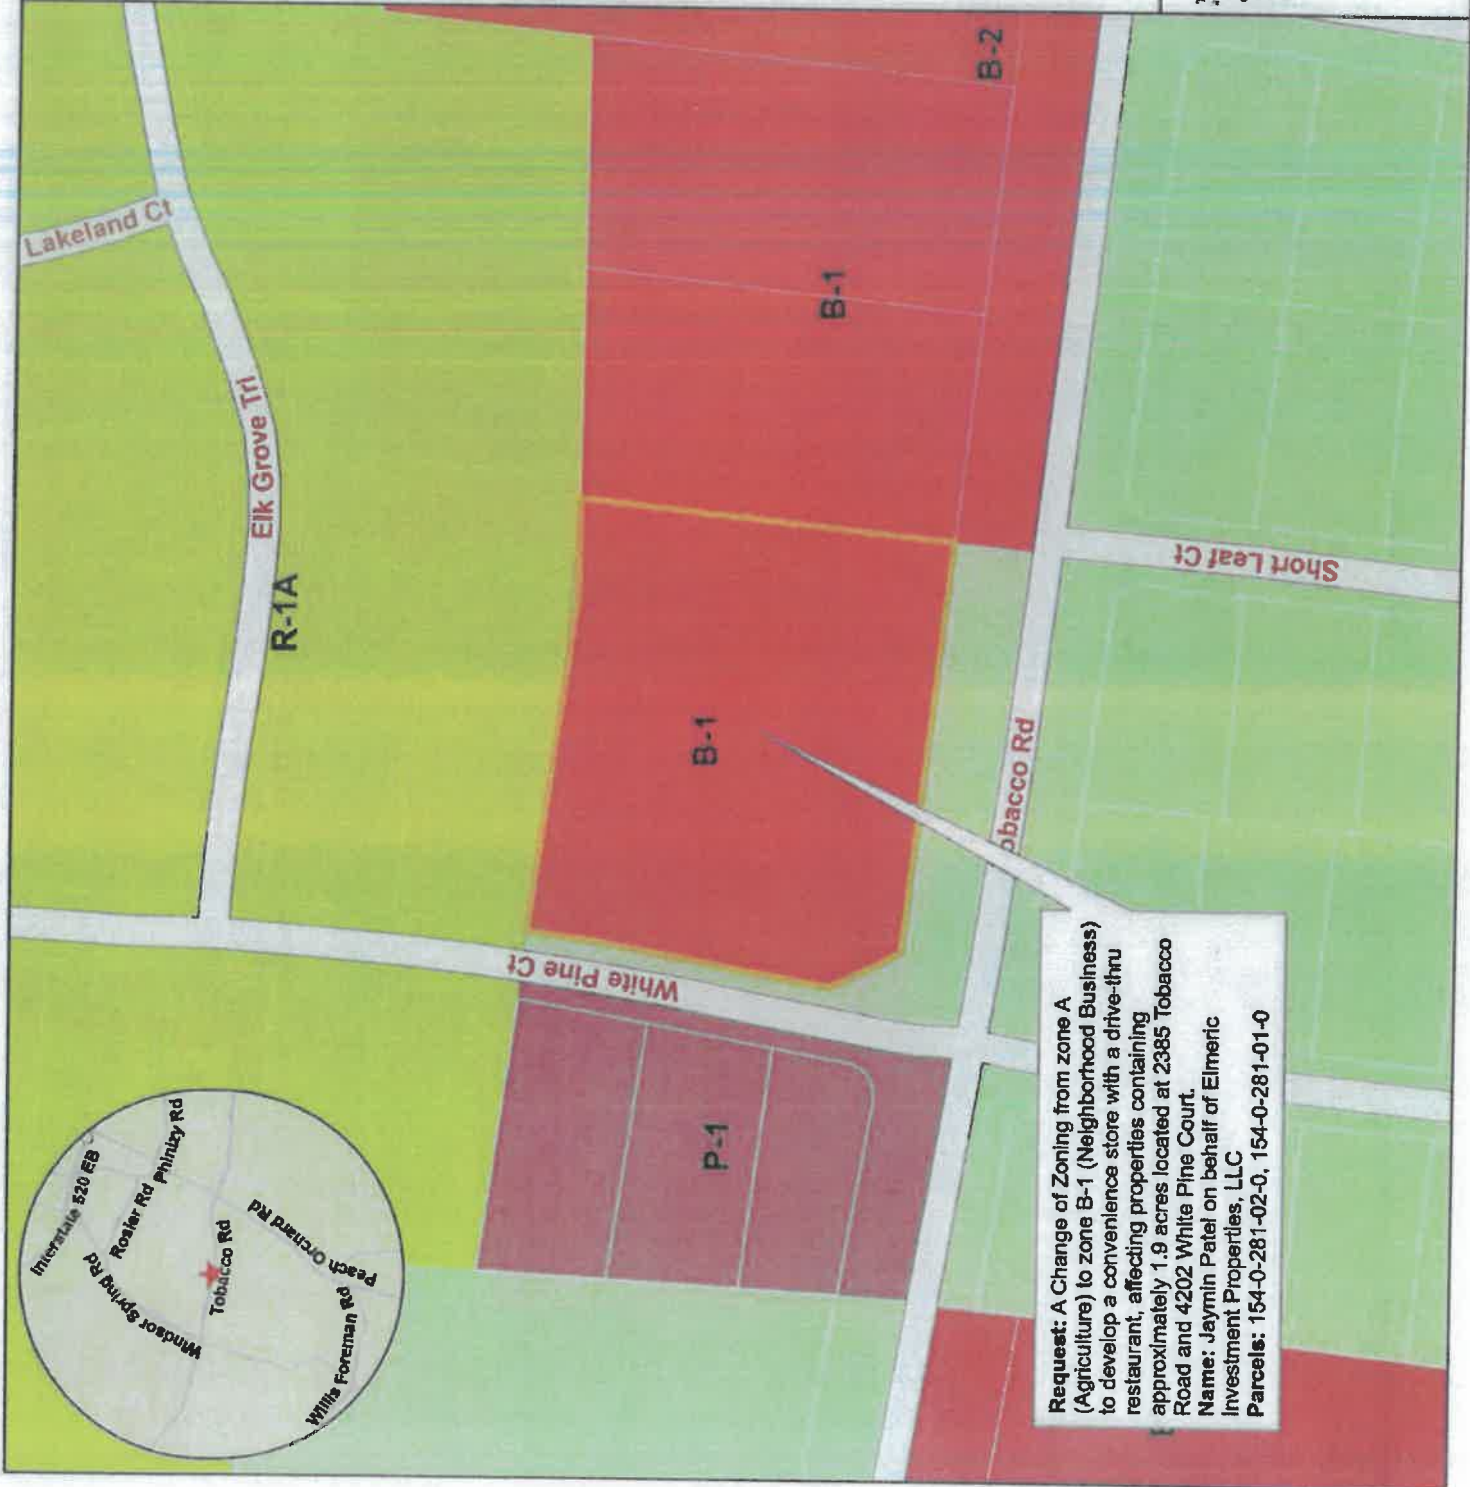 Interstate 520 EB
Phinizy Rd
Rosier Rd
Windsor Spring Rd
Tobacco Rd
Peach Orchard Rd
Willis Foreman Rd
Lakeland Ct
Elk Grove Trl
R-1A
B-2
B-1
B-1
White Pine Ct
P-1
obacco Rd
Short Leaf Ct
Request: A Change of Zoning from zone A
(Agriculture) to zone B-1 (Neighborhood Business)
to develop a convenience store with a drive-thru
restaurant, affecting properties containing
approximately 1.9 acres located at 2385 Tobacco
Road and 4202 White Pine Court.
Name: Jaymin Patel on behalf of Elmeric
Investment Properties, LLC
Parcels: 154-0-281-02-0, 154-0-281-01-0